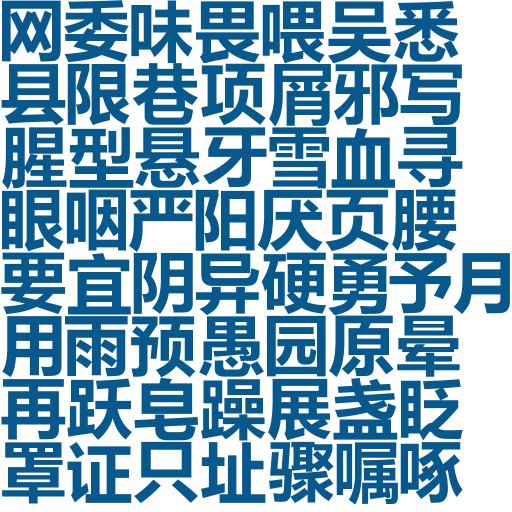 网委味畏喂吴悉
县限巷项屑邪写
腥型悬牙雪血寻
眼咽严阳厌页腰
要宜阴异硬勇予月
用雨预愚园原晕
再跃皂躁展盏眨
罩证只址骤嘱啄